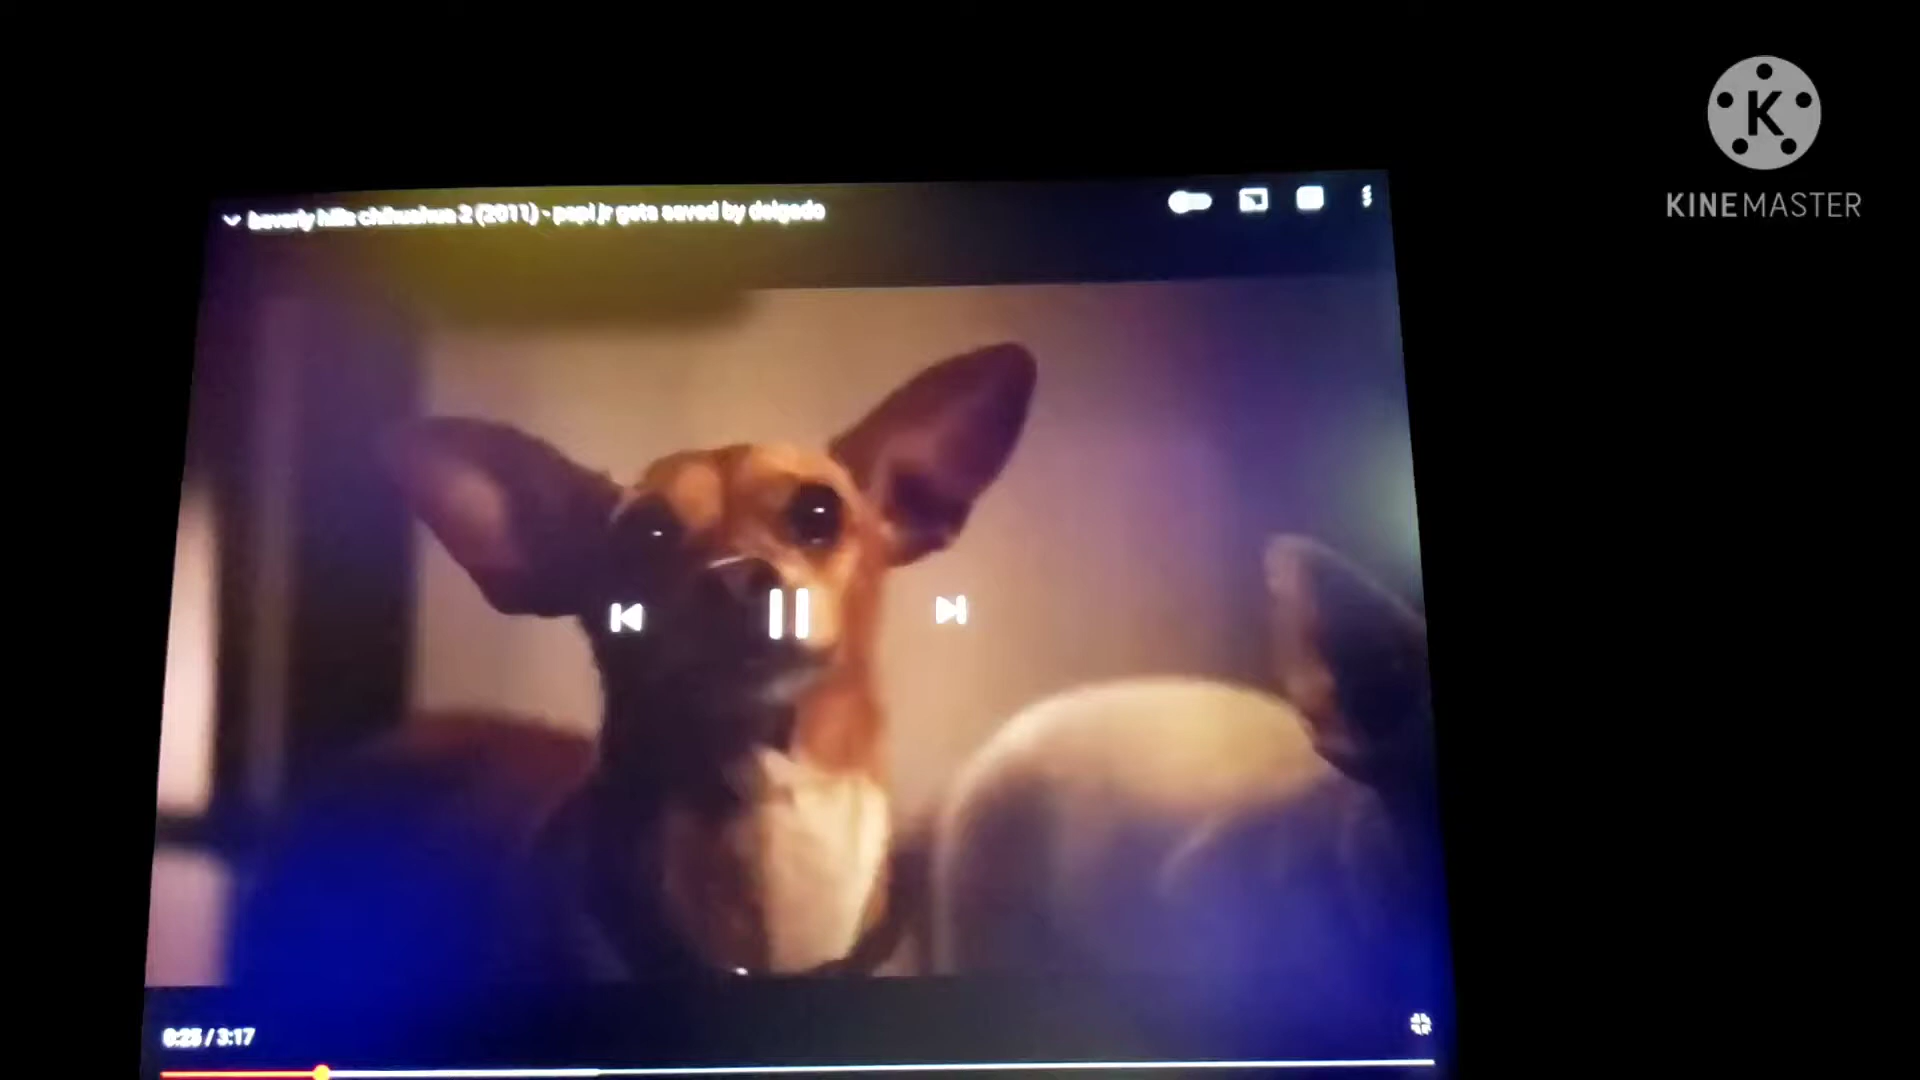 beverly hills chihuahua 2 (2011) - papi jr gets saved by delgado
K
KINEMASTER
0:25 / 3:17